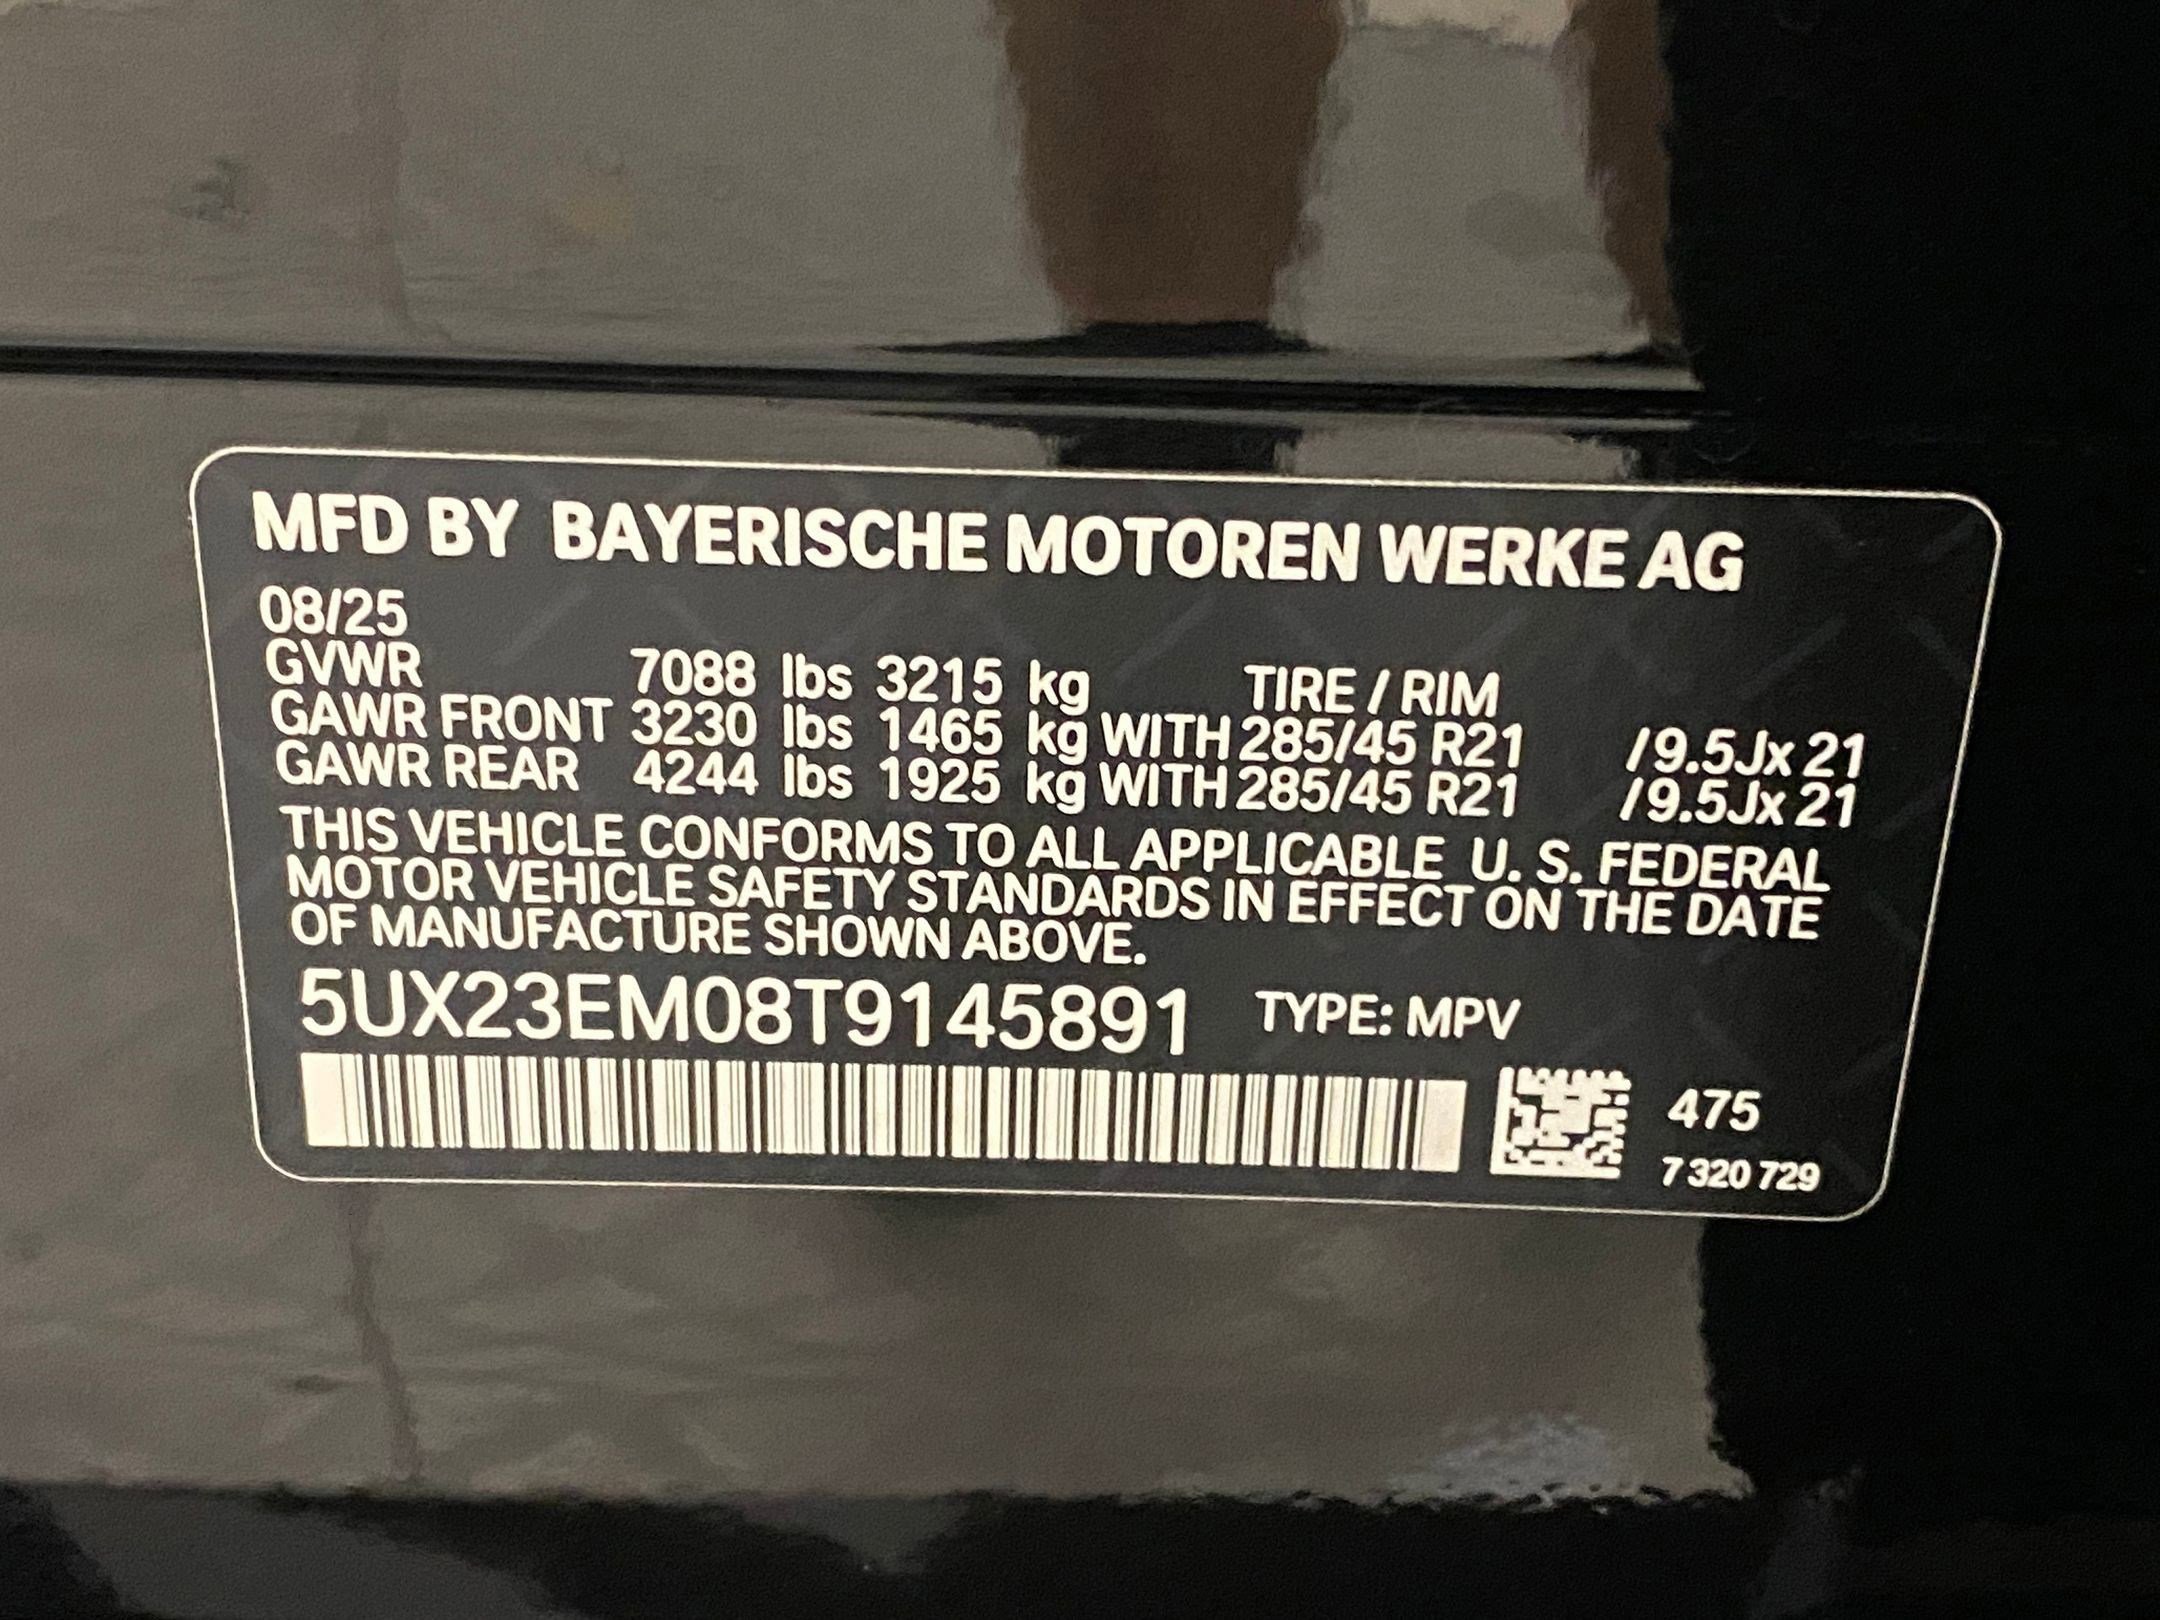 MFD BY BAYERISCHE MOTOREN WERKE AG
08/25
GVWR 7088 lbs 3215 kg TIRE / RIM
GAWR FRONT 3230 lbs 1465 kg WITH 285/45 R21 /9.5Jx 21
GAWR REAR 4244 lbs 1925 kg WITH 285/45 R21 /9.5Jx 21
THIS VEHICLE CONFORMS TO ALL APPLICABLE U. S. FEDERAL
MOTOR VEHICLE SAFETY STANDARDS IN EFFECT ON THE DATE
OF MANUFACTURE SHOWN ABOVE.
5UX23EM08T9145891 TYPE: MPV
475
7 320 729